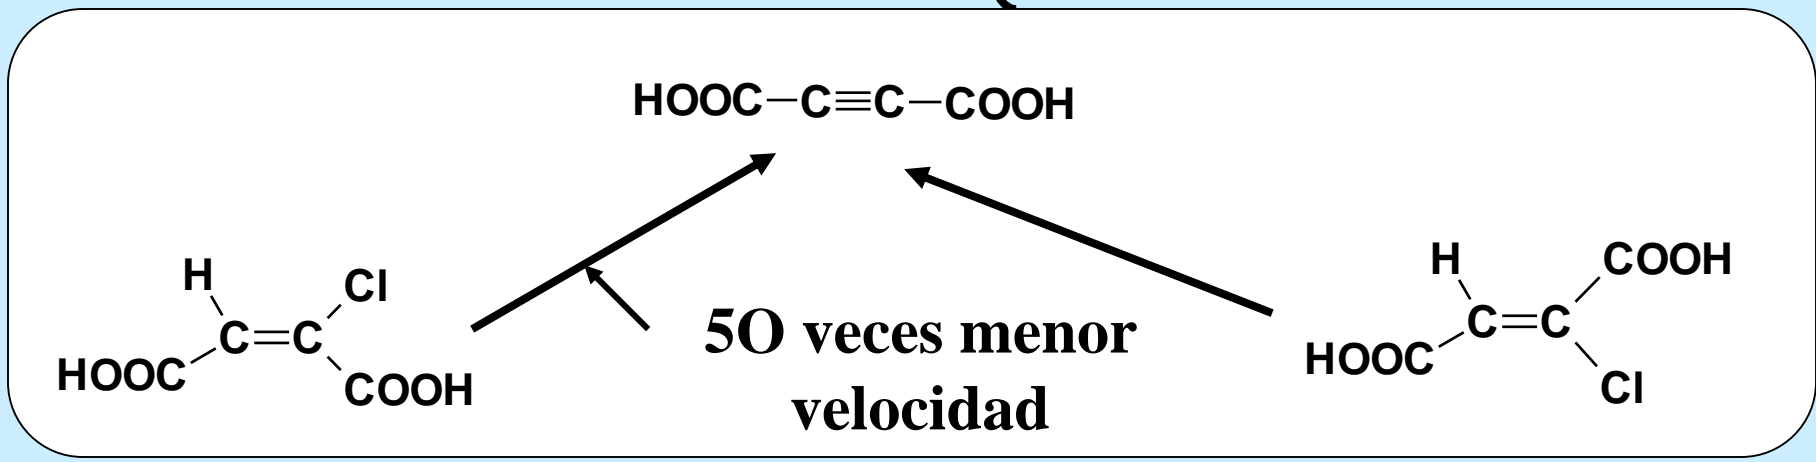 HOOC—C≡C—COOH
H
Cl
C=C
HOOC
COOH
5O veces menor
velocidad
H
COOH
C=C
HOOC
Cl